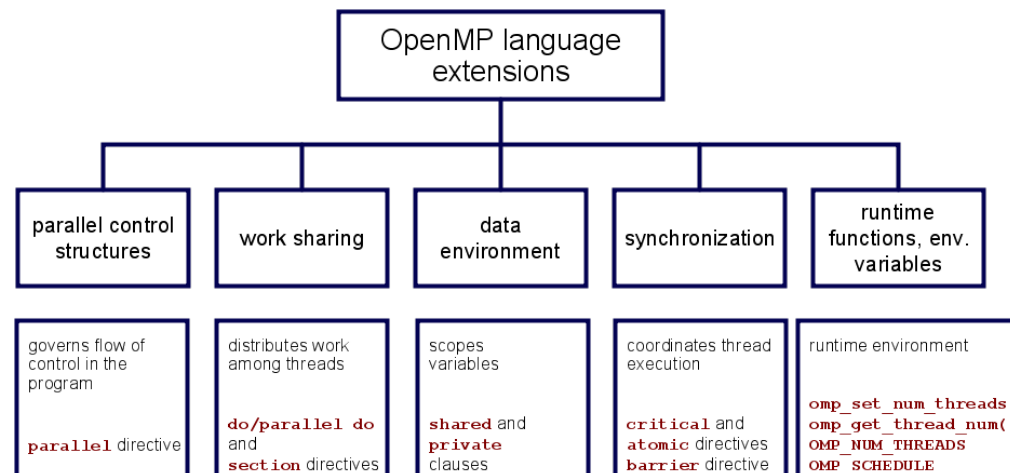 OpenMP language
extensions
parallel control
structures
work sharing
data
environment
synchronization
runtime
functions, env.
variables
governs flow of
control in the
program
parallel directive
distributes work
among threads
do/parallel do
and
section directives
scopes
variables
shared and
private
clauses
coordinates thread
execution
critical and
atomic directives
barrier directive
runtime environment
omp_set_num_threads
omp_get_thread_num(
OMP_NUM_THREADS
OMP_SCHEDULE